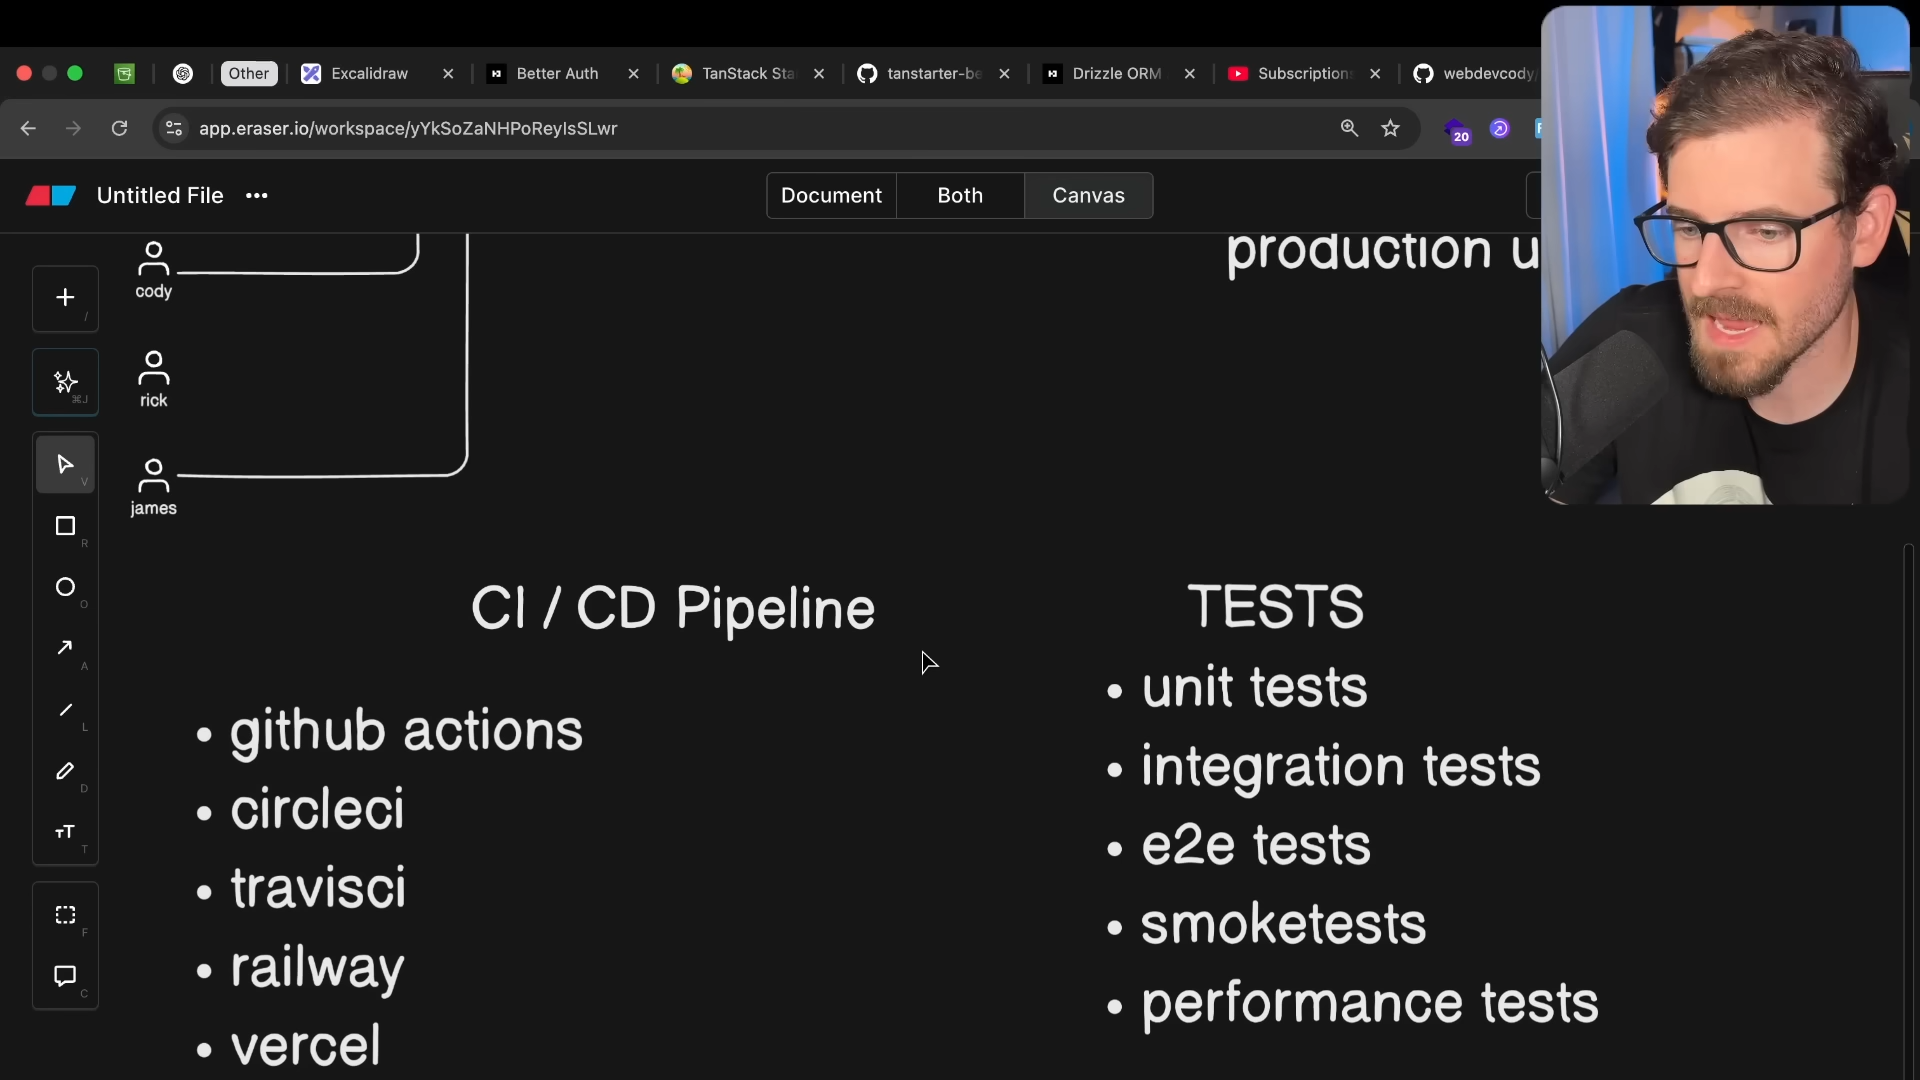 Other
Excalidraw
Better Auth
TanStack Sta
tanstarter-be
Drizzle ORM
Subscription
webdevcody/
app.eraser.io/workspace/yYkSoZaNHPoReyIsSLwr
20
Untitled File
Document
Both
Canvas
production u
cody
rick
james
/
⌘J
V
R
O
A
L
D
T
F
C
CI / CD Pipeline
• github actions
• circleci
• travisci
• railway
• vercel
TESTS
• unit tests
• integration tests
• e2e tests
• smoketests
• performance tests